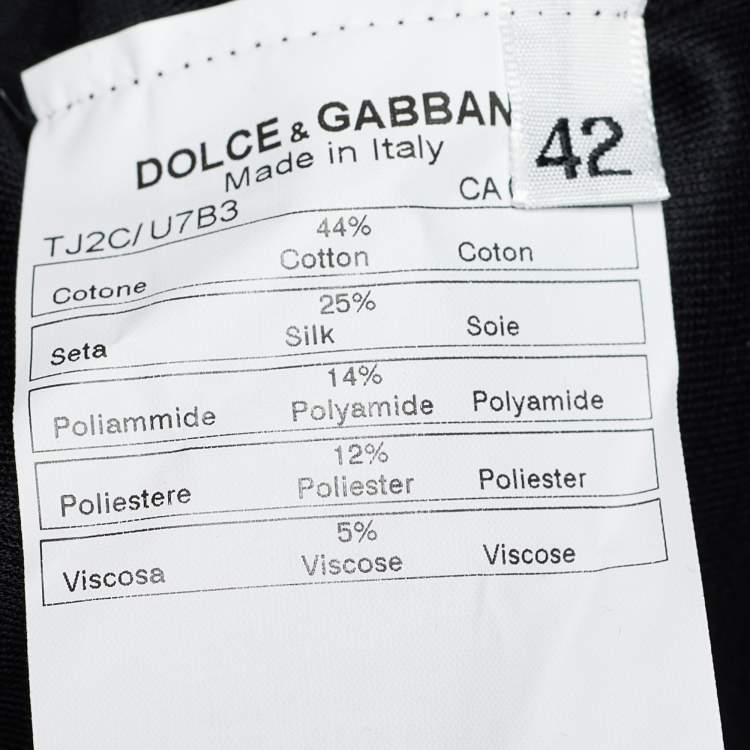 DOLCE & GABBAN
42
Made in Italy
TJ2C/U7B3 CA
44%
Cotone Cotton Coton
25%
Seta Silk Soie
14%
Poliammide Polyamide Polyamide
12%
Poliestere Poliester Poliester
5%
Viscosa Viscose Viscose